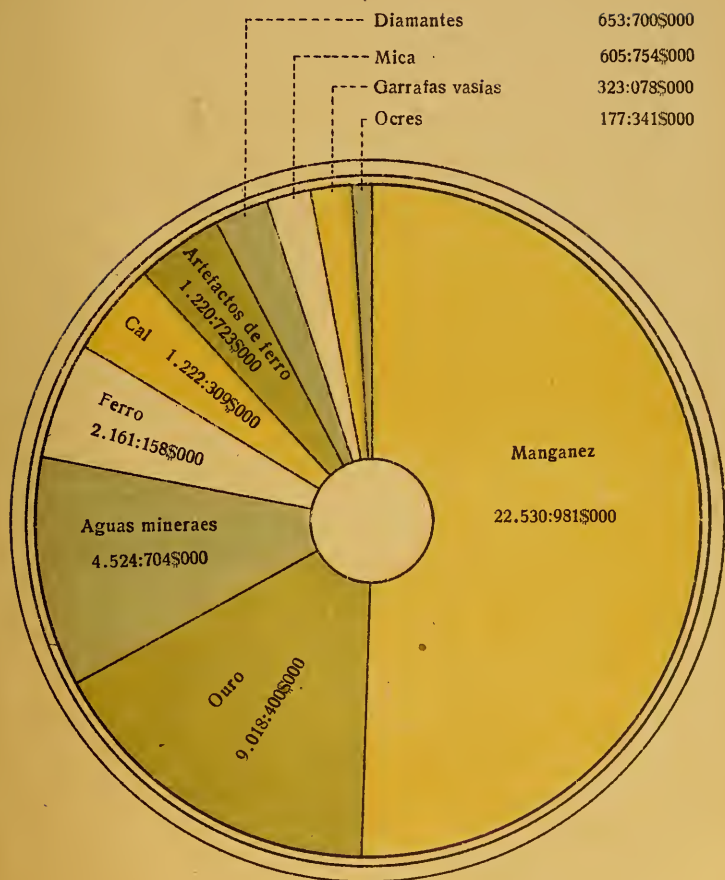 Diamantes 653:700$000
Mica 605:754$000
Garrafas vasias 323:078$000
Ocres 177:341$000
Artefactos de ferro
1.220:723$000
Cal 1.222:309$000
Ferro
2.161:158$000
Aguas mineraes
4.524:704$000
Ouro
9.018:400$000
Manganez
22.530:981$000